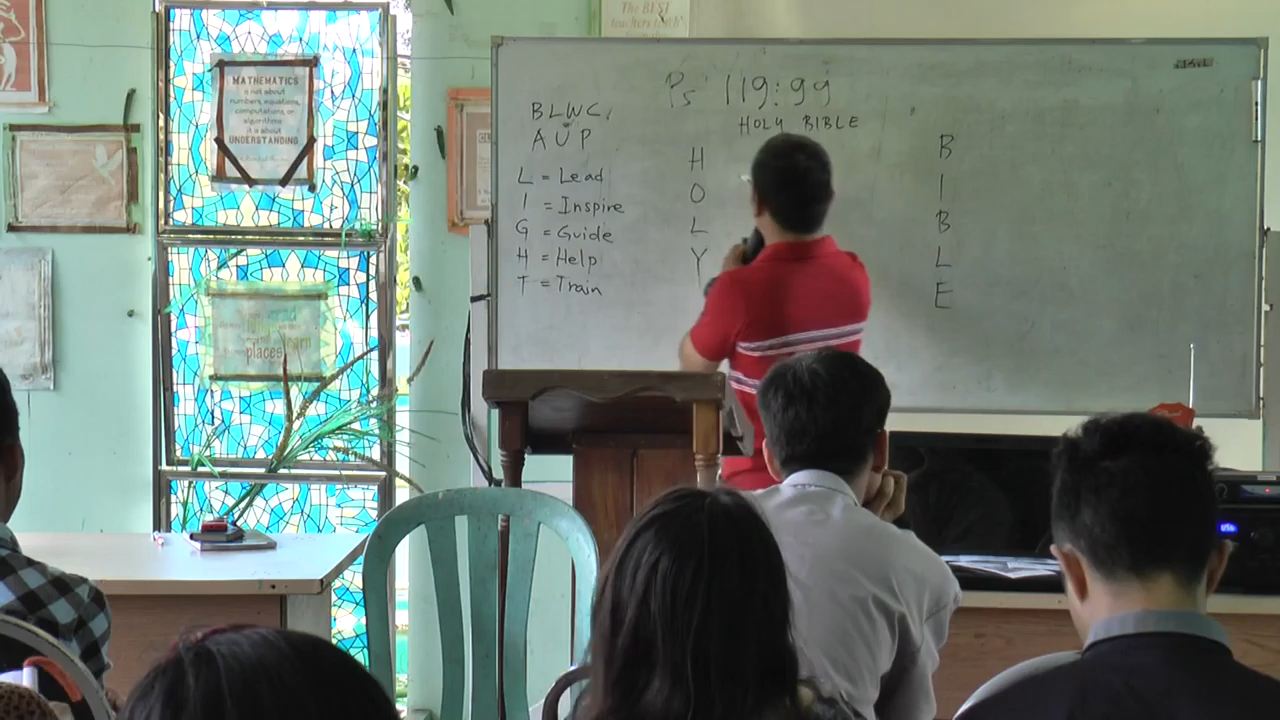 The BEST
teachers teach
MATHEMATICS
is not about
numbers, equations,
computations, or
algorithms
it is about
UNDERSTANDING
places
Ps 119:99
HOLY BIBLE
BLWC,
AUP
L = Lead
I = Inspire
G = Guide
H = Help
T = Train
H
O
L
Y
B
I
B
L
E